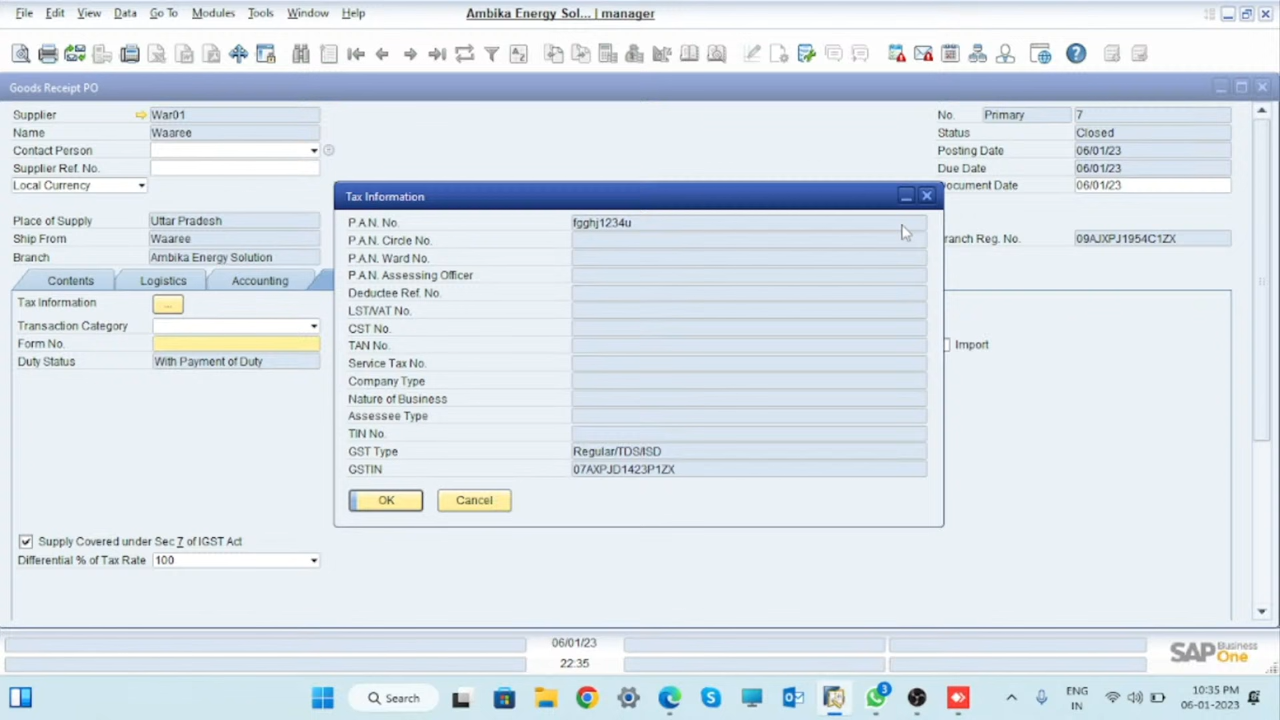 File Edit View Data Go To Modules Tools Window Help Ambika Energy Sol... | manager
Goods Receipt PO
Supplier War01 No. Primary 7
Name Waaree Status Closed
Contact Person Posting Date 06/01/23
Supplier Ref. No. Due Date 06/01/23
Local Currency Document Date 06/01/23
Tax Information
Place of Supply Uttar Pradesh P.A.N. No. fgghj1234u
Ship From Waaree P.A.N. Circle No. ranch Reg. No. 09AJXPJ1954C1ZX
Branch Ambika Energy Solution P.A.N. Ward No.
Contents Logistics Accounting P.A.N. Assessing Officer
Deductee Ref. No.
Tax Information ... LST/VAT No.
Transaction Category CST No.
Form No. TAN No. Import
Duty Status With Payment of Duty Service Tax No.
Company Type
Nature of Business
Assessee Type
TIN No.
GST Type Regular/TDS/ISD
GSTIN 07AXPJD1423P1ZX
OK Cancel
Supply Covered under Sec 7 of IGST Act
Differential % of Tax Rate 100
06/01/23
22:35
SAP Business One
Search 3 ENG IN 10:35 PM 06-01-2023